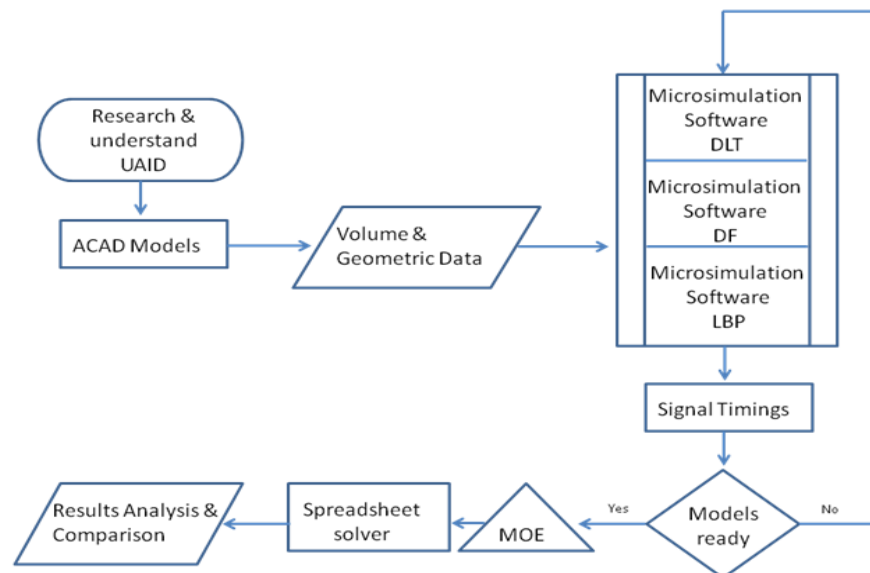 Research &
understand
UAID
ACAD Models
Volume &
Geometric Data
Microsimulation
Software
DLT
Microsimulation
Software
DF
Microsimulation
Software
LBP
Signal Timings
Models
ready
No
Yes
MOE
Spreadsheet
solver
Results Analysis &
Comparison